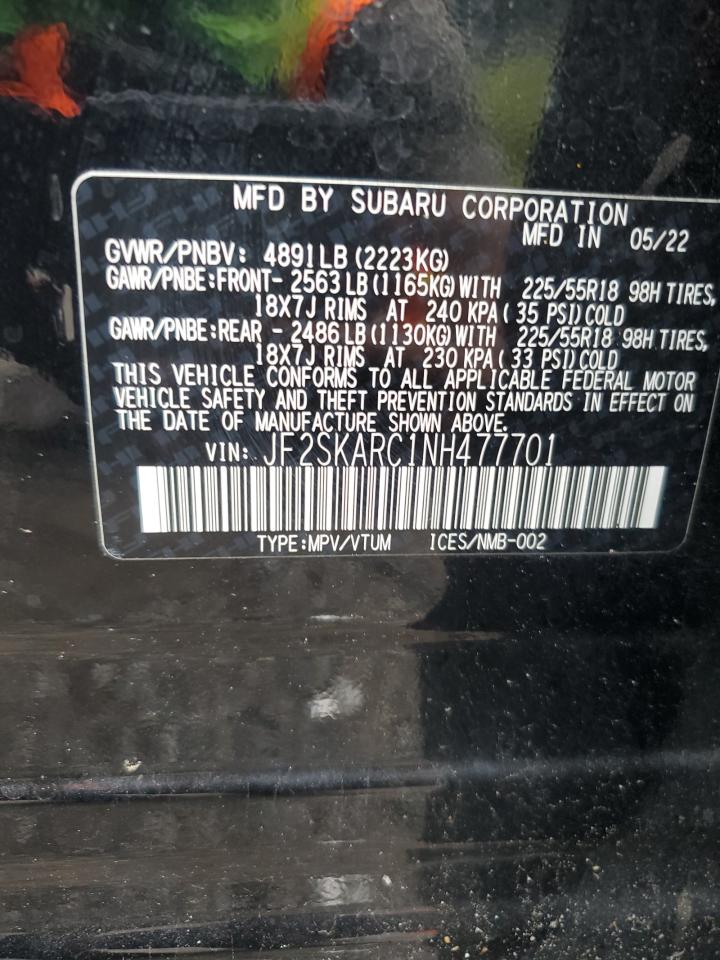 MFD BY SUBARU CORPORATION
MFD IN 05/22
GVWR/PNBV: 4891LB (2223KG)
GAWR/PNBE:FRONT- 2563LB (1165KG) WITH 225/55R18 98H TIRES,
18X7J RIMS AT 240 KPA ( 35 PSI) COLD
GAWR/PNBE:REAR - 2486LB (1130KG) WITH 225/55R18 98H TIRES,
18X7J RIMS AT 230 KPA ( 33 PSI) COLD
THIS VEHICLE CONFORMS TO ALL APPLICABLE FEDERAL MOTOR
VEHICLE SAFETY AND THEFT PREVENTION STANDARDS IN EFFECT ON
THE DATE OF MANUFACTURE SHOWN ABOVE.
VIN: JF2SKARC1NH477701
TYPE:MPV/VTUM ICES/NMB-002